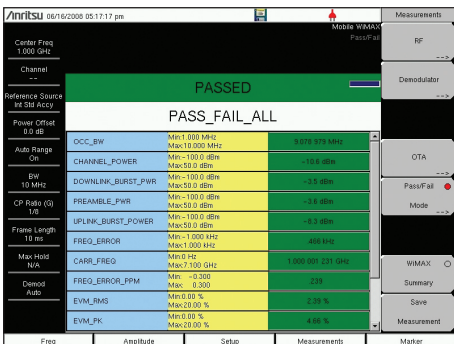 Anritsu 06/16/2008 05:17:17 pm
Mobile WiMAX
Pass/Fail
Center Freq
1.000 GHz
Channel
--
Reference Source
Int Std Accy
Power Offset
0.0 dB
Auto Range
On
BW
10 MHz
CP Ratio (G)
1/8
Frame Length
10 ms
Max Hold
N/A
Demod
Auto
PASSED
PASS_FAIL_ALL
OCC_BW Min:1.000 MHz Max:10.000 MHz 9.078 979 MHz
CHANNEL_POWER Min:-100.0 dBm Max:50.0 dBm -10.6 dBm
DOWNLINK_BURST_PWR Min:-100.0 dBm Max:50.0 dBm -3.5 dBm
PREAMBLE_PWR Min:-100.0 dBm Max:50.0 dBm -3.6 dBm
UPLINK_BURST_POWER Min:-100.0 dBm Max:50.0 dBm -8.3 dBm
FREQ_ERROR Min:-1.000 kHz Max:1.000 kHz
CARR_FREQ Min:0 Hz Max:7.100 GHz 1.000 001 231 GHz
FREQ_ERROR_PPM Min: -0.300 Max: 0.300 .239
EVM_RMS Min:0.00 % Max:20.00 % 2.39 %
EVM_PK Min:0.00 % Max:20.00 % 4.66 %
Measurements
RF
-->
Demodulator
-->
OTA
-->
Pass/Fail
Mode
-->
WiMAX
Summary
Save
Measurement
Freq Amplitude Setup Measurements Marker